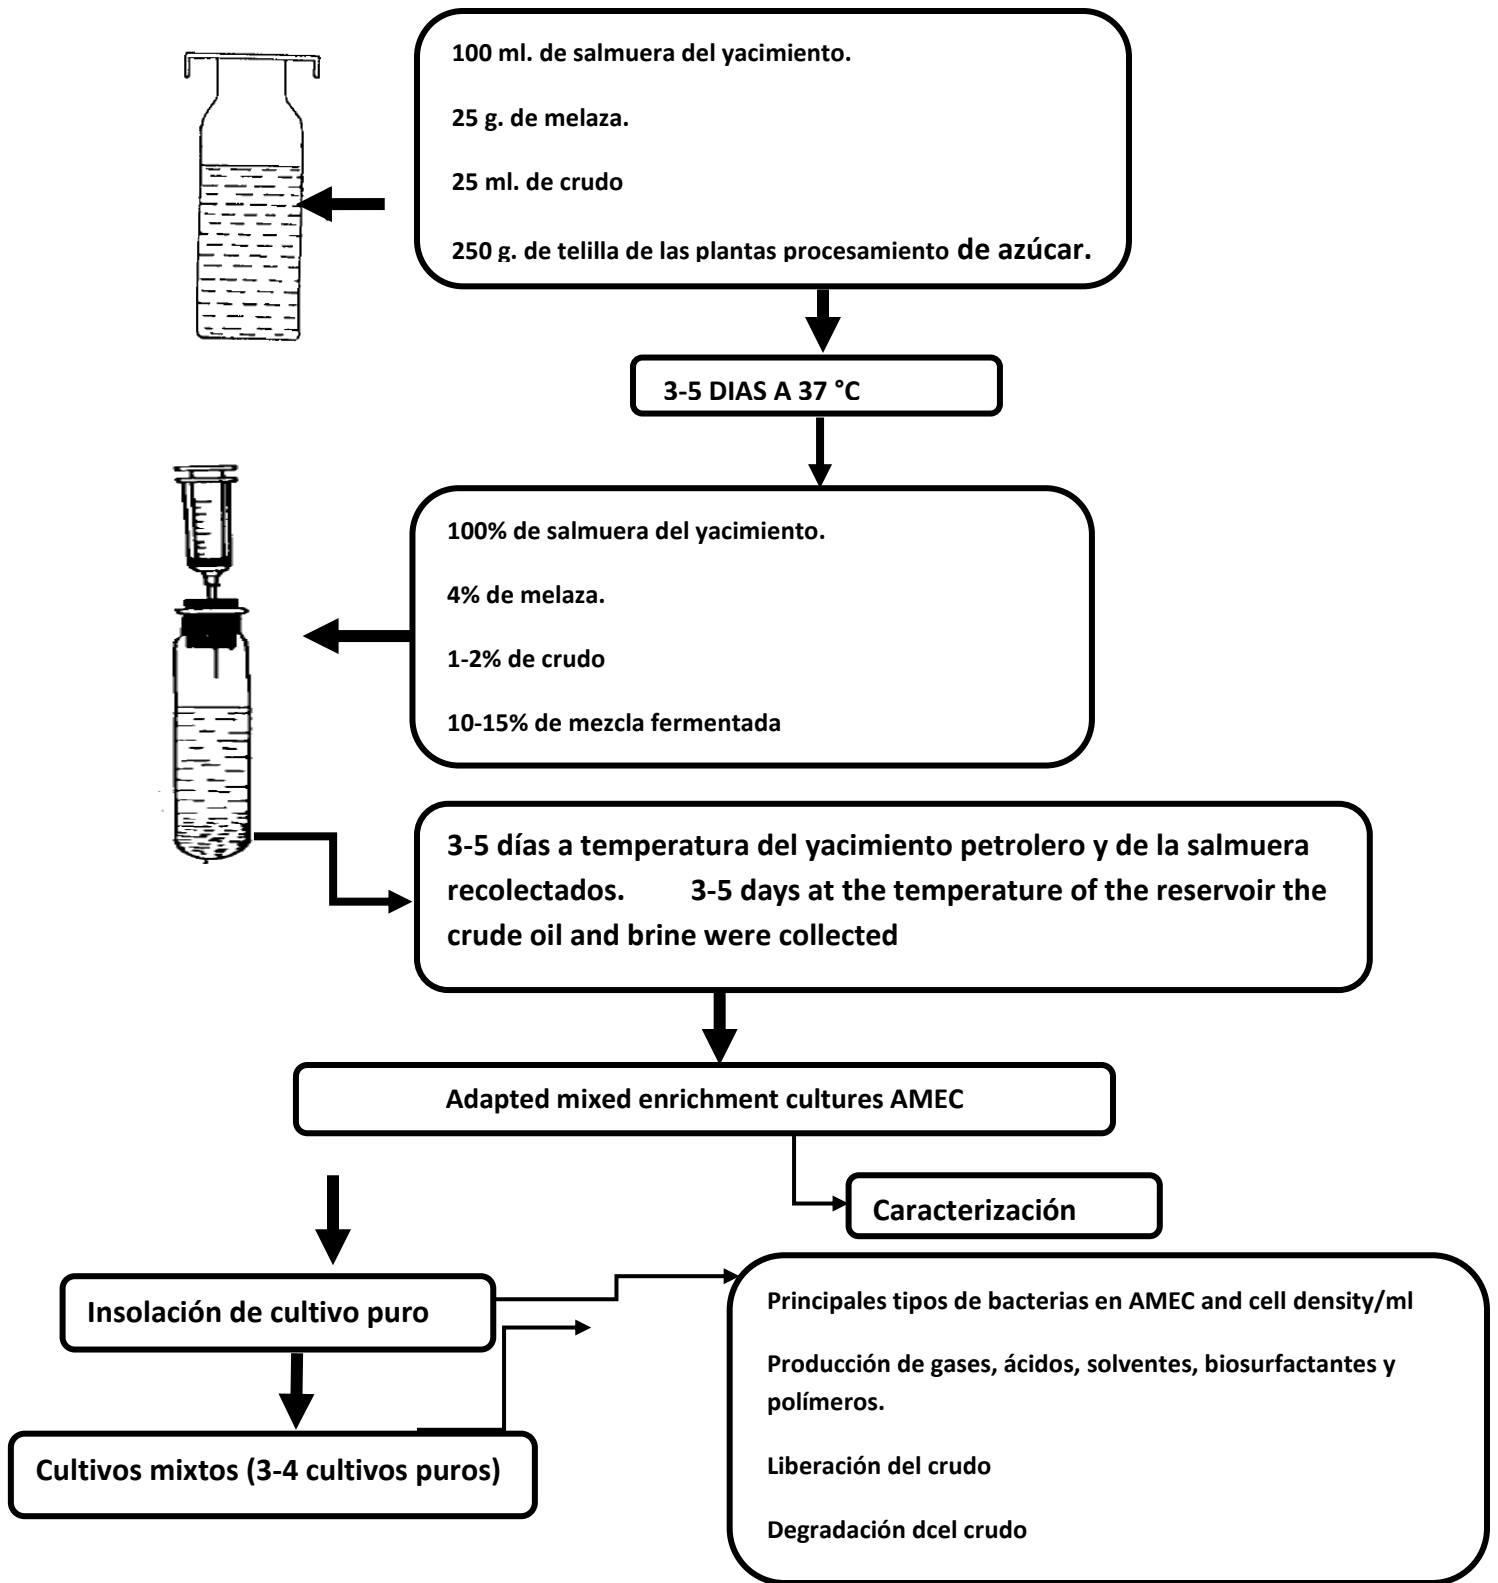 100 ml. de salmuera del yacimiento.
25 g. de melaza.
25 ml. de crudo
250 g. de telilla de las plantas procesamiento de azúcar.
3-5 DIAS A 37 °C
100% de salmuera del yacimiento.
4% de melaza.
1-2% de crudo
10-15% de mezcla fermentada
3-5 días a temperatura del yacimiento petrolero y de la salmuera
recolectados. 3-5 days at the temperature of the reservoir the
crude oil and brine were collected
Adapted mixed enrichment cultures AMEC
Caracterización
Insolación de cultivo puro
Cultivos mixtos (3-4 cultivos puros)
Principales tipos de bacterias en AMEC and cell density/ml
Producción de gases, ácidos, solventes, biosurfactantes y
polímeros.
Liberación del crudo
Degradación dcel crudo